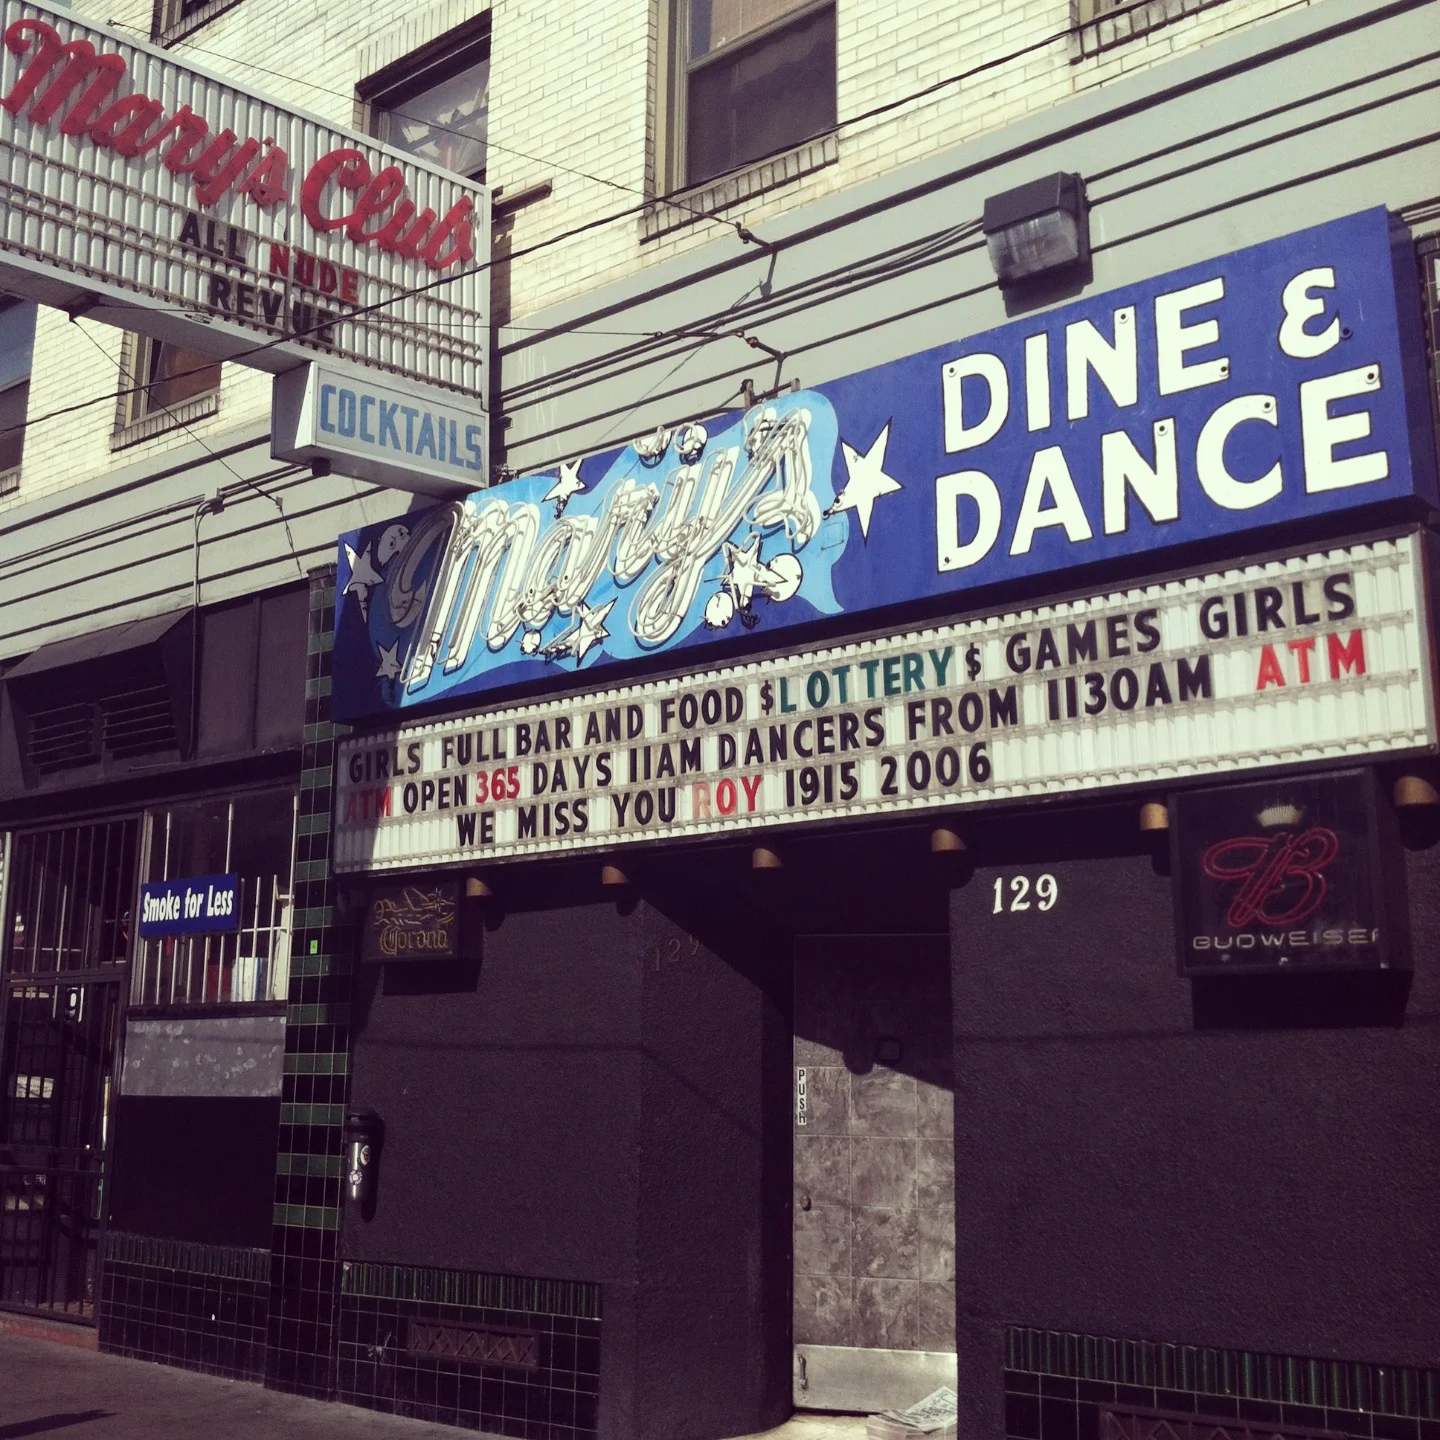 Mary's Club
ALL NUDE
REVUE
COCKTAILS
Mary's
DINE &
DANCE
GIRLS FULL BAR AND FOOD $LOTTERY$ GAMES GIRLS
ATM OPEN 365 DAYS 11AM DANCERS FROM 1130AM ATM
WE MISS YOU ROY 1915 2006
Smoke for Less
Corona
129
129
B
BUDWEISER
PUSH